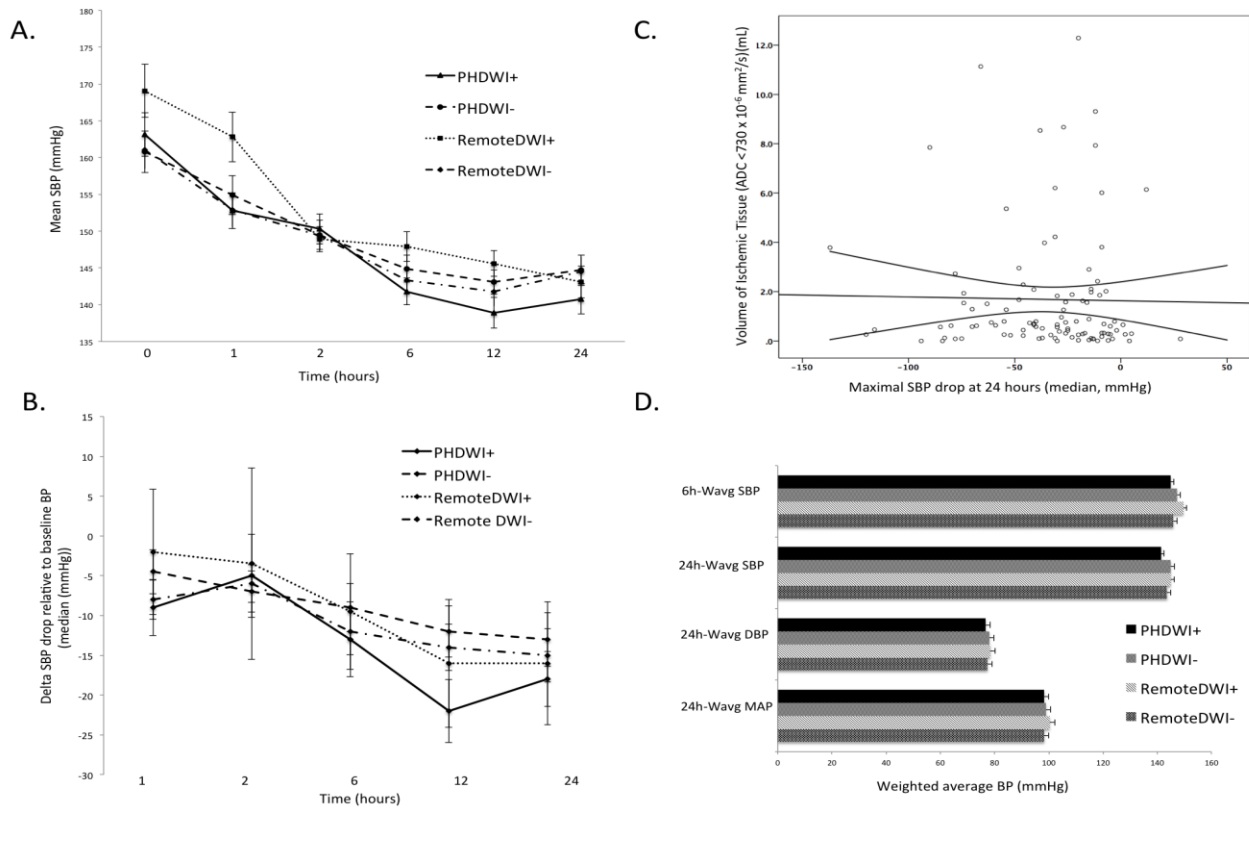 A.
180
175
170
165
160
155
150
145
140
135
Mean SBP (mmHg)
0
1
2
6
12
24
Time (hours)
PHDWI+
PHDWI-
RemoteDWI+
RemoteDWI-
B.
15
10
5
0
-5
-10
-15
-20
-25
-30
Delta SBP drop relative to baseline BP
(median (mmHg))
1
2
6
12
24
Time (hours)
PHDWI+
PHDWI-
RemoteDWI+
Remote DWI-
C.
12.0
10.0
8.0
6.0
4.0
2.0
.0
Volume of Ischemic Tissue (ADC <730 x 10-6 mm2/s)(mL)
-150
-100
-50
0
50
Maximal SBP drop at 24 hours (median, mmHg)
D.
6h-Wavg SBP
24h-Wavg SBP
24h-Wavg DBP
24h-Wavg MAP
PHDWI+
PHDWI-
RemoteDWI+
RemoteDWI-
0
20
40
60
80
100
120
140
160
Weighted average BP (mmHg)